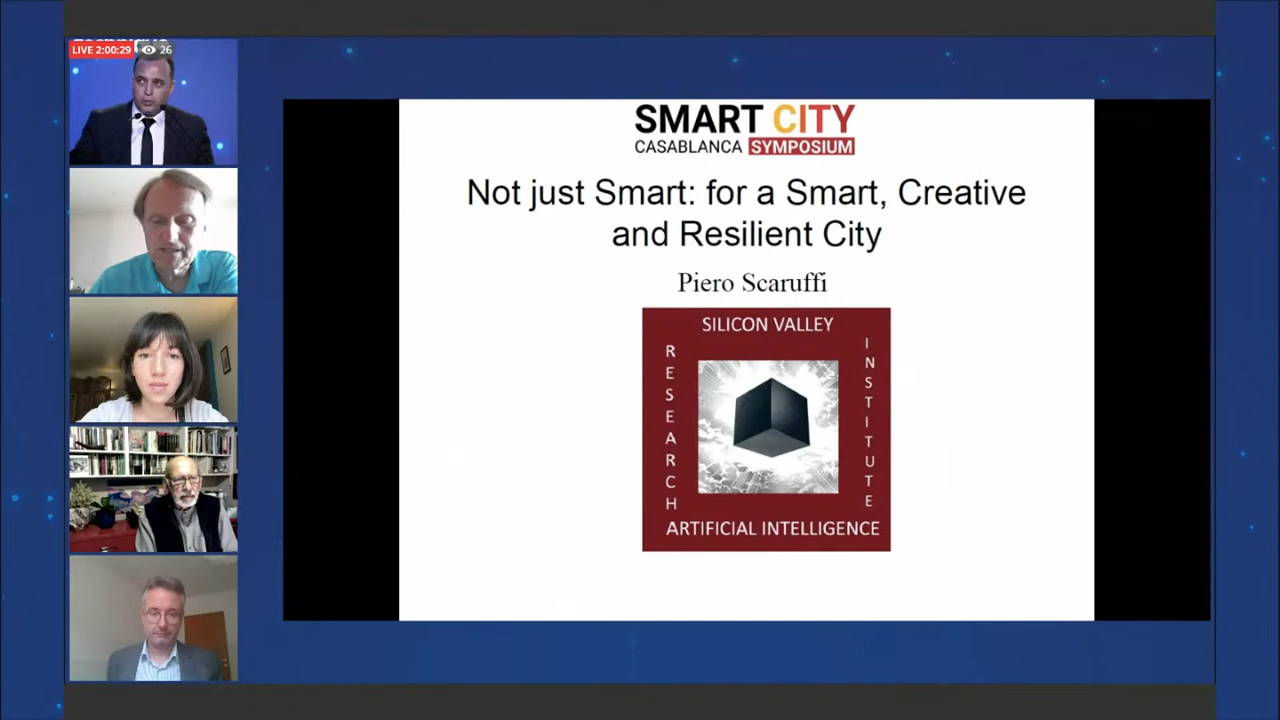 LIVE 2:00:29 26
SMART CITY
CASABLANCA SYMPOSIUM
Not just Smart: for a Smart, Creative
and Resilient City
Piero Scaruffi
SILICON VALLEY
RESEARCH
INSTITUTE
ARTIFICIAL INTELLIGENCE